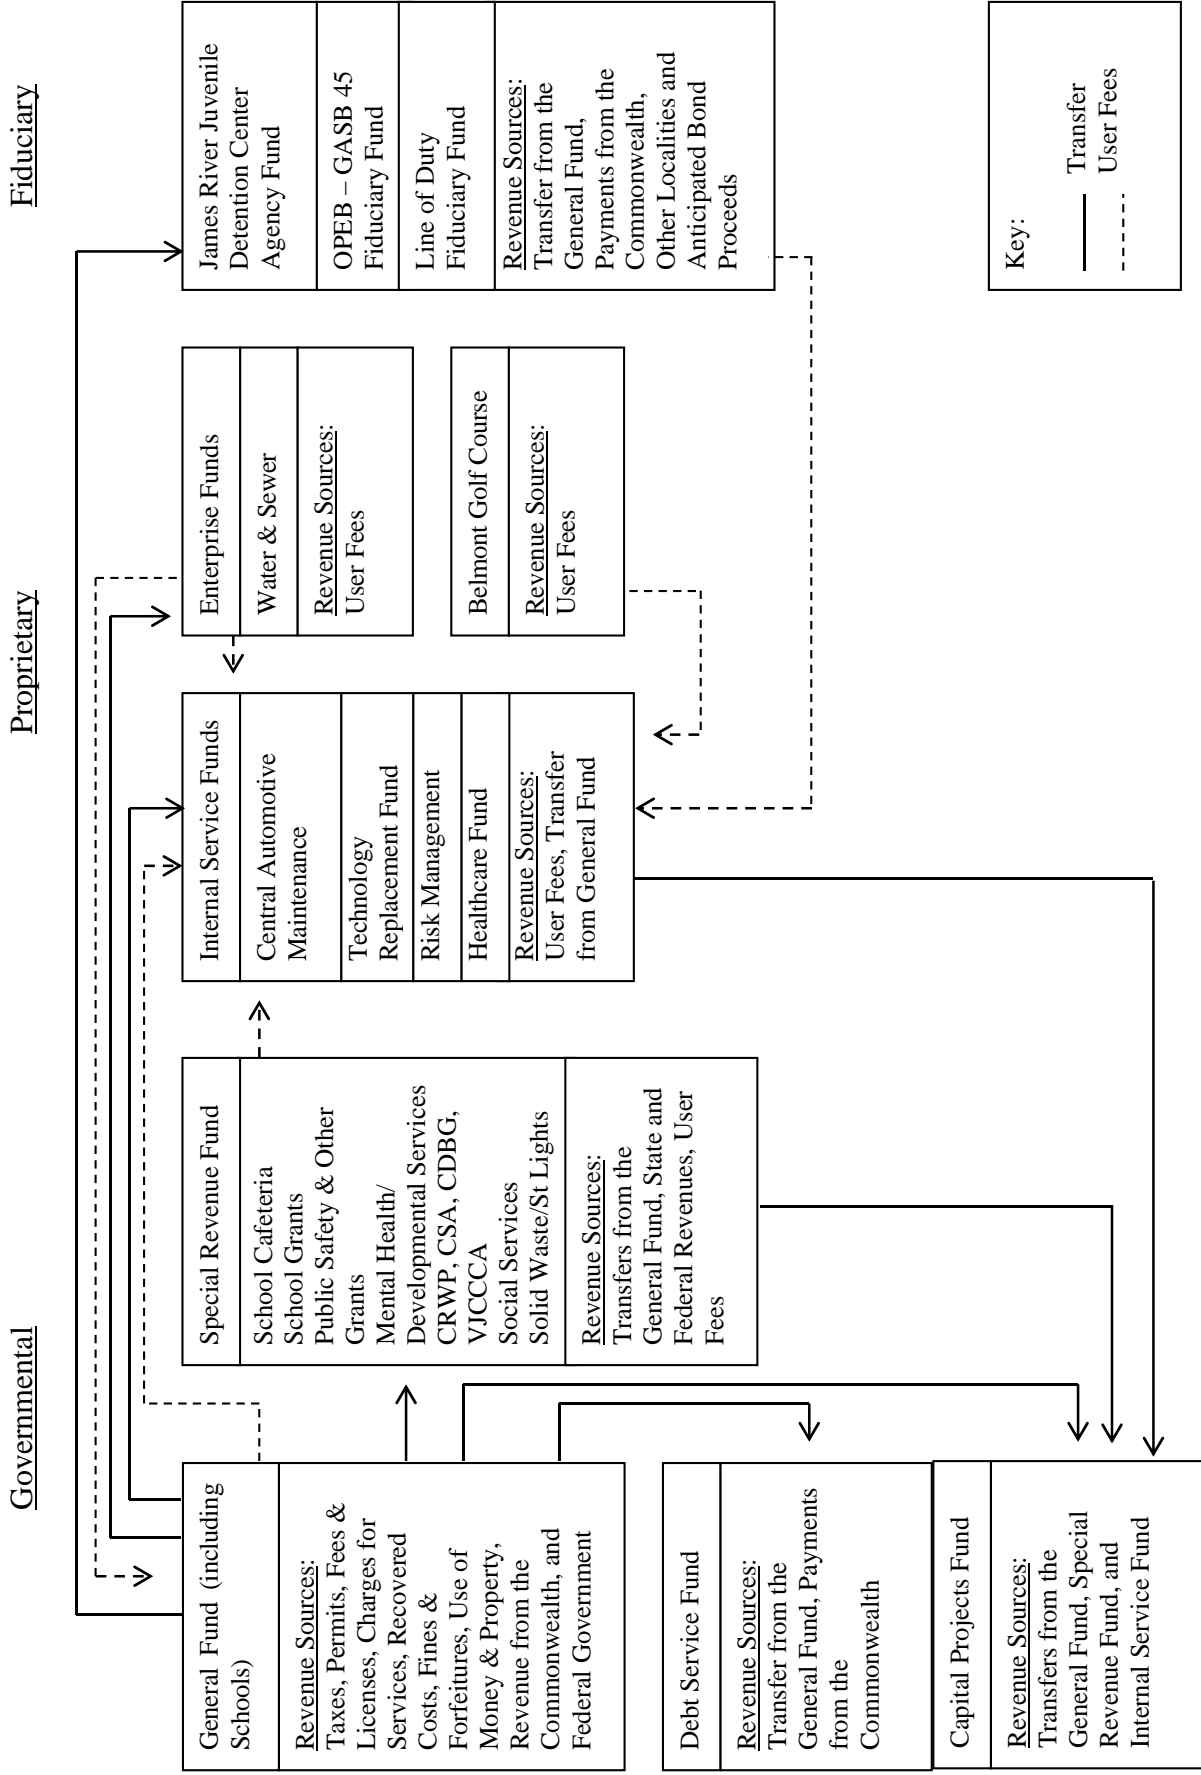 Governmental
Proprietary
Fiduciary
General Fund (including
Schools)
Revenue Sources:
Taxes, Permits, Fees &
Licenses, Charges for
Services, Recovered
Costs, Fines &
Forfeitures, Use of
Money & Property,
Revenue from the
Commonwealth, and
Federal Government
Debt Service Fund
Revenue Sources:
Transfer from the
General Fund, Payments
from the
Commonwealth
Capital Projects Fund
Revenue Sources:
Transfers from the
General Fund, Special
Revenue Fund, and
Internal Service Fund
Special Revenue Fund
School Cafeteria
School Grants
Public Safety & Other
Grants
Mental Health/
Developmental Services
CRWP, CSA, CDBG,
VJCCCA
Social Services
Solid Waste/St Lights
Revenue Sources:
Transfers from the
General Fund, State and
Federal Revenues, User
Fees
Internal Service Funds
Central Automotive
Maintenance
Technology
Replacement Fund
Risk Management
Healthcare Fund
Revenue Sources:
User Fees, Transfer
from General Fund
Enterprise Funds
Water & Sewer
Revenue Sources:
User Fees
Belmont Golf Course
Revenue Sources:
User Fees
James River Juvenile
Detention Center
Agency Fund
OPEB – GASB 45
Fiduciary Fund
Line of Duty
Fiduciary Fund
Revenue Sources:
Transfer from the
General Fund,
Payments from the
Commonwealth,
Other Localities and
Anticipated Bond
Proceeds
Key:
Transfer
User Fees